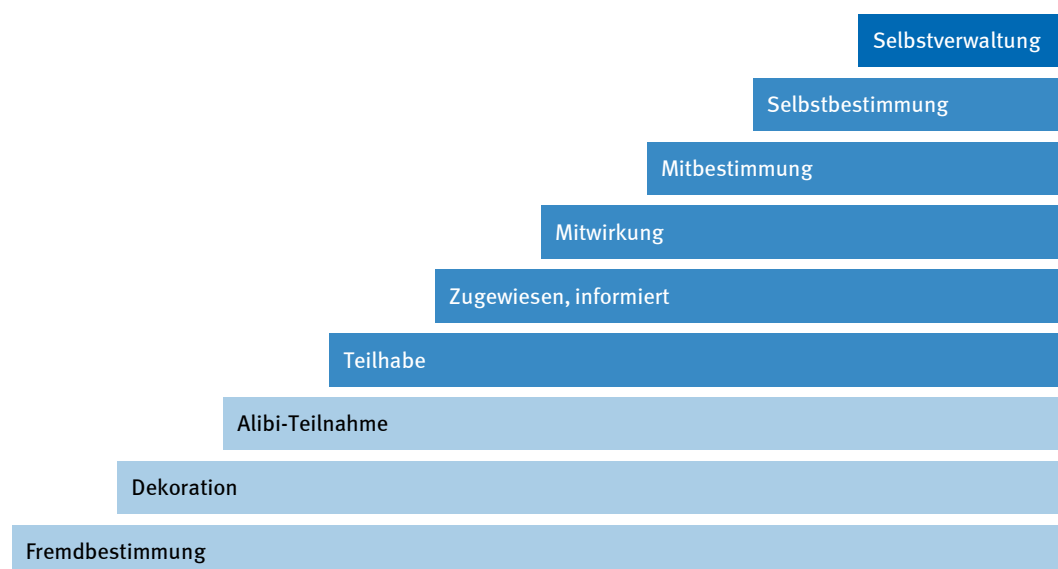 Selbstverwaltung
Selbstbestimmung
Mitbestimmung
Mitwirkung
Zugewiesen, informiert
Teilhabe
Alibi-Teilnahme
Dekoration
Fremdbestimmung